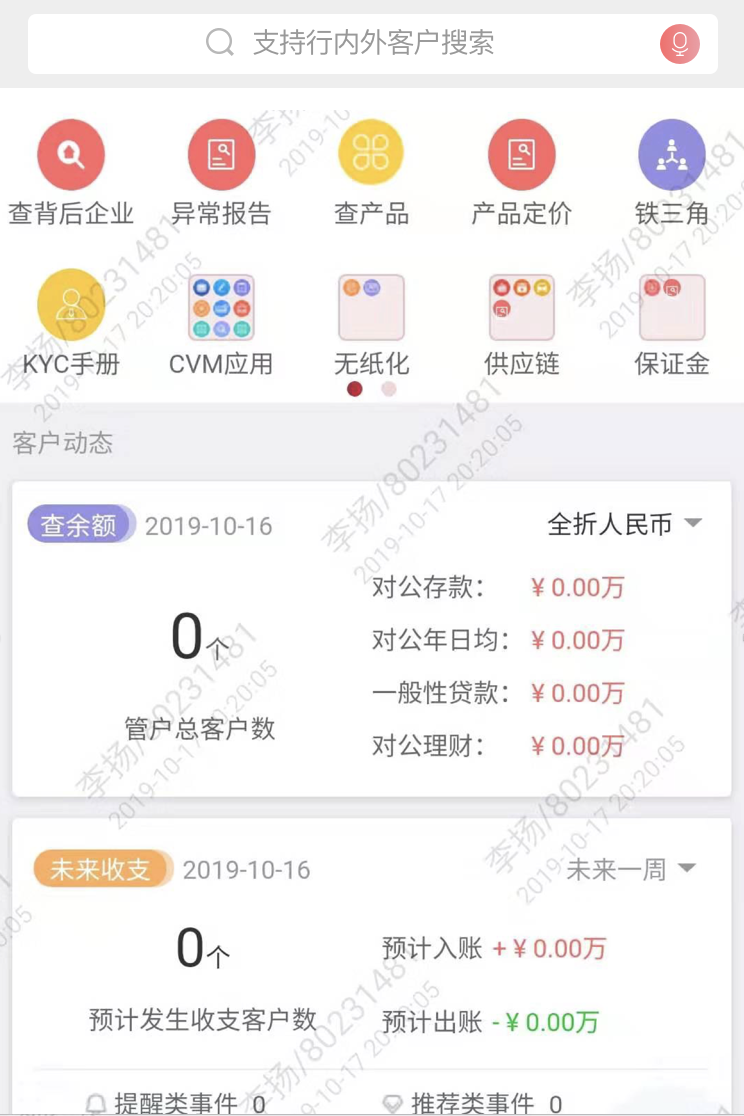 支持行内外客户搜索
查背后企业 异常报告 查产品 产品定价 铁三角
KYC手册 CVM应用 无纸化 供应链 保证金
客户动态
查余额 2019-10-16 全折人民币
0个
管户总客户数
对公存款： ¥0.00万
对公年日均： ¥0.00万
一般性贷款： ¥0.00万
对公理财： ¥0.00万
未来收支 2019-10-16 未来一周
0个
预计发生收支客户数
预计入账 +¥0.00万
预计出账 -¥0.00万
提醒类事件 0 推荐类事件 0
李扬/80231481
2019-10-17 20:20:05